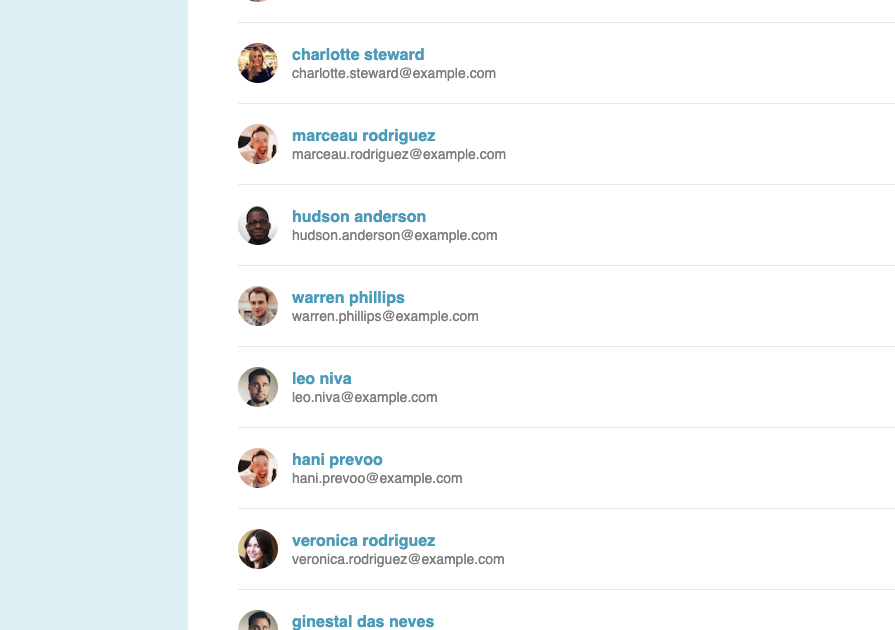 charlotte steward
charlotte.steward@example.com
marceau rodriguez
marceau.rodriguez@example.com
hudson anderson
hudson.anderson@example.com
warren phillips
warren.phillips@example.com
leo niva
leo.niva@example.com
hani prevoo
hani.prevoo@example.com
veronica rodriguez
veronica.rodriguez@example.com
ginestal das neves